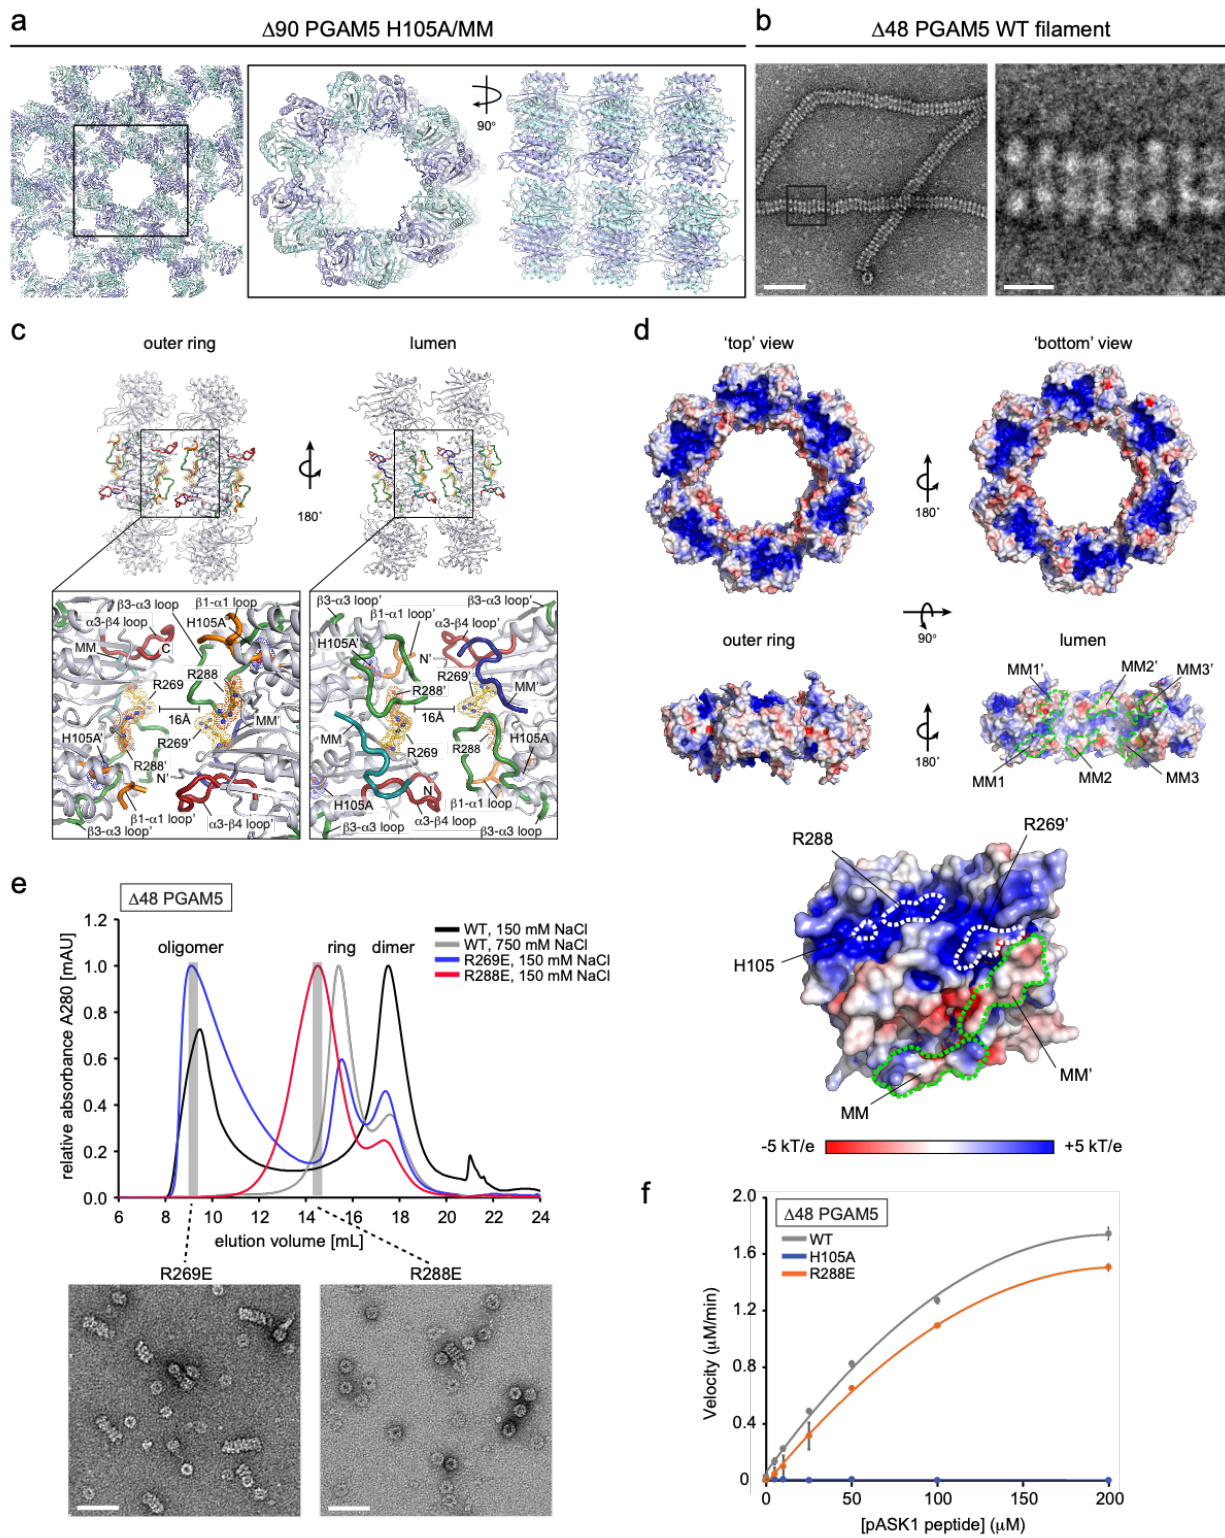 a
Δ90 PGAM5 H105A/MM
90°
b
Δ48 PGAM5 WT filament
c
outer ring
lumen
180°
β3-α3 loop
β1-α1 loop
α3-β4 loop
H105A
MM
C
R288
R269
16Å
H105A'
R269'
MM'
R288'
N'
β1-α1 loop'
α3-β4 loop'
β3-α3 loop'
β3-α3 loop'
β3-α3 loop'
β1-α1 loop'
α3-β4 loop'
H105A'
N'
R269'
R288'
MM'
16Å
MM
R288
R269
H105A
H105A
N
β1-α1 loop
β3-α3 loop
α3-β4 loop
β3-α3 loop'
d
'top' view
'bottom' view
180°
90°
outer ring
lumen
MM1'
MM2'
MM3'
180°
MM1
MM2
MM3
R288
R269'
H105
MM'
MM
-5 kT/e
+5 kT/e
e
Δ48 PGAM5
WT, 150 mM NaCl
WT, 750 mM NaCl
R269E, 150 mM NaCl
R288E, 150 mM NaCl
oligomer
ring
dimer
relative absorbance A280 [mAU]
1.2
1.0
0.8
0.6
0.4
0.2
0.0
6 8 10 12 14 16 18 20 22 24
elution volume [mL]
R269E
R288E
f
Δ48 PGAM5
WT
H105A
R288E
Velocity (μM/min)
2.0
1.6
1.2
0.8
0.4
0
0 50 100 150 200
[pASK1 peptide] (μM)